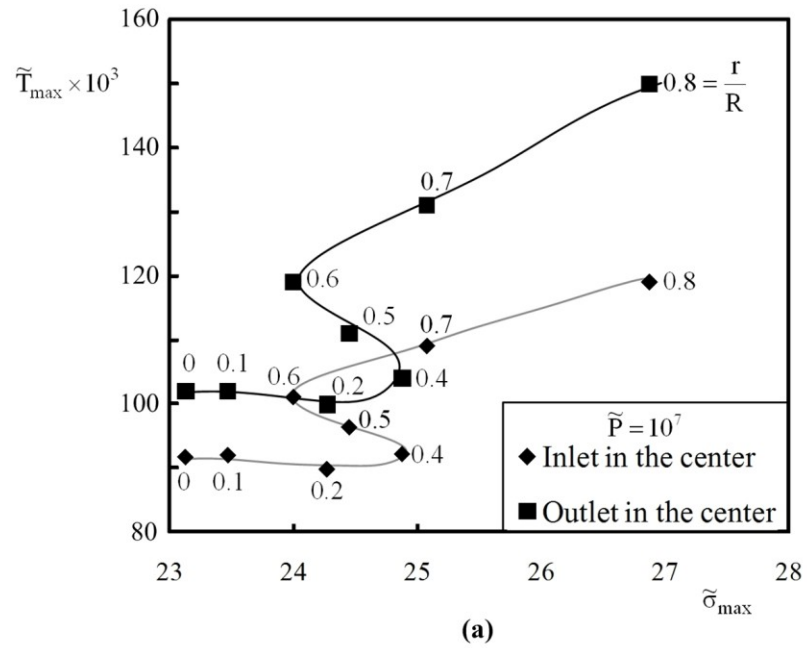 160
T̃max ×10³
0.8 = r/R
140
0.7
120
0.6
0.8
0.5
0.7
0 0.1
0.6
0.2
0.4
100
0.5
0.4
0 0.1
0.2
P̃ = 10⁷
Inlet in the center
Outlet in the center
80
23 24 25 26 27 28
σ̃max
(a)